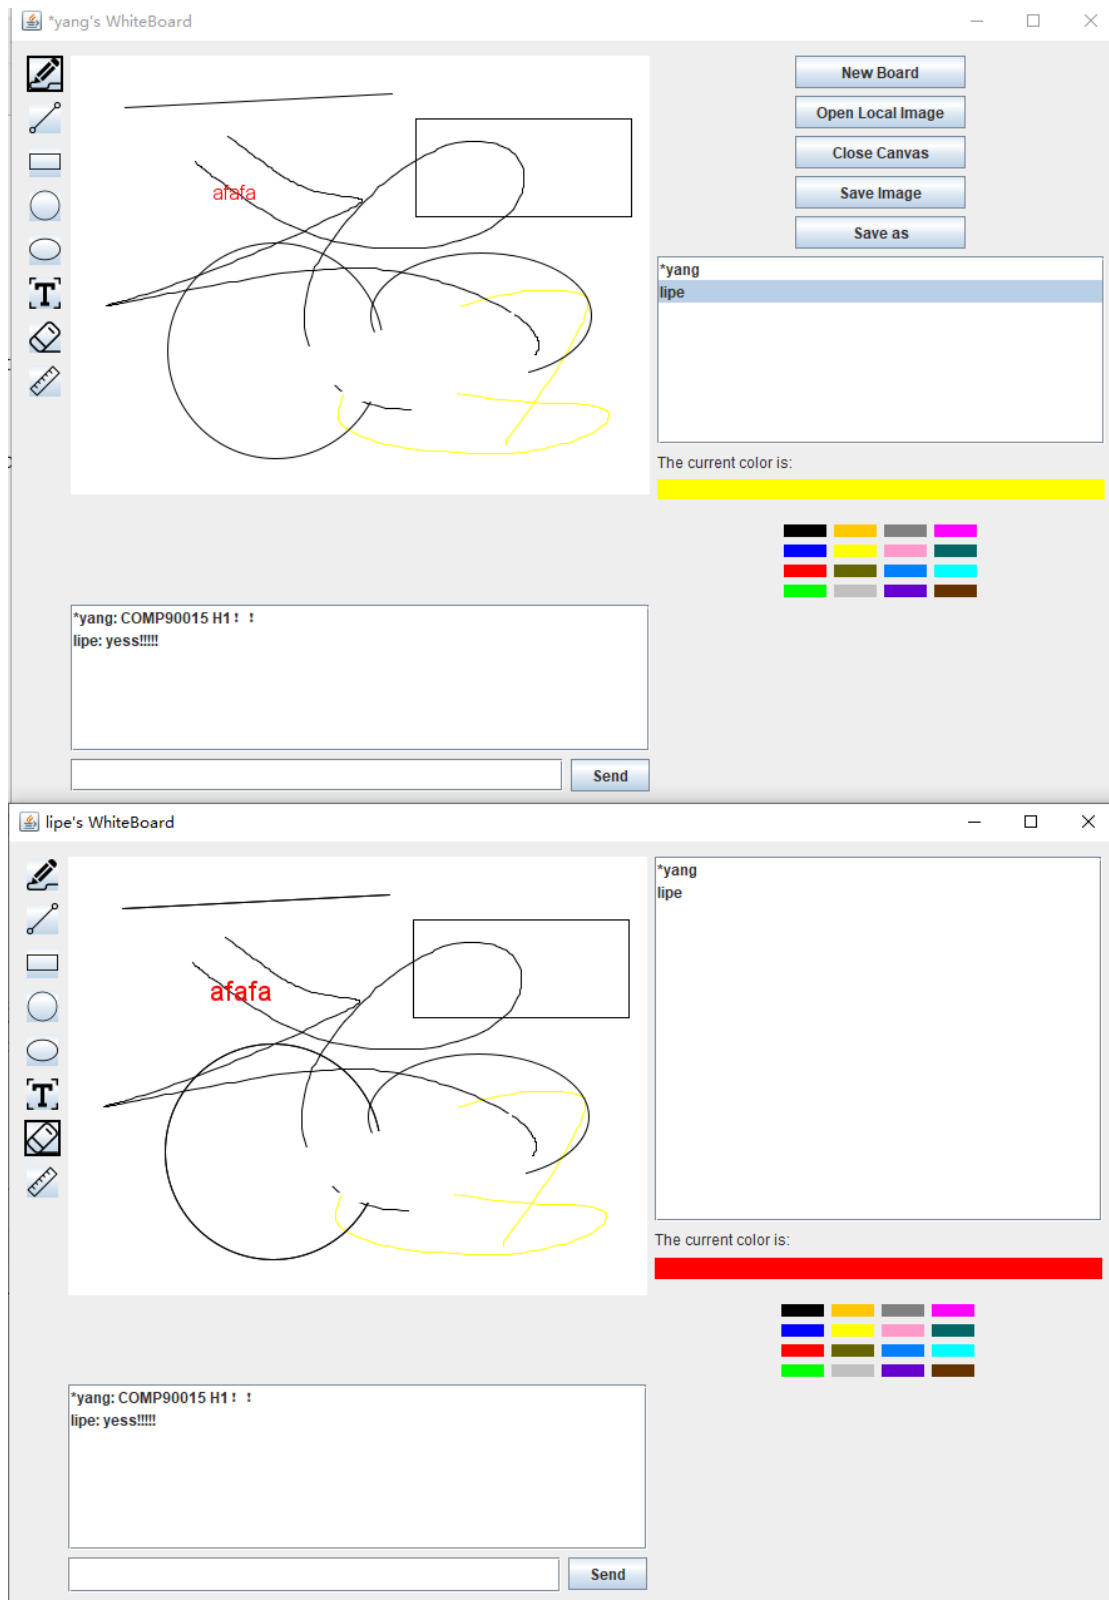 *yang's WhiteBoard
New Board
Open Local Image
Close Canvas
Save Image
Save as
afafa
T
*yang
lipe
The current color is:
*yang: COMP90015 H1！！
lipe: yess!!!!!
Send
lipe's WhiteBoard
*yang
lipe
afafa
T
The current color is:
*yang: COMP90015 H1！！
lipe: yess!!!!!
Send